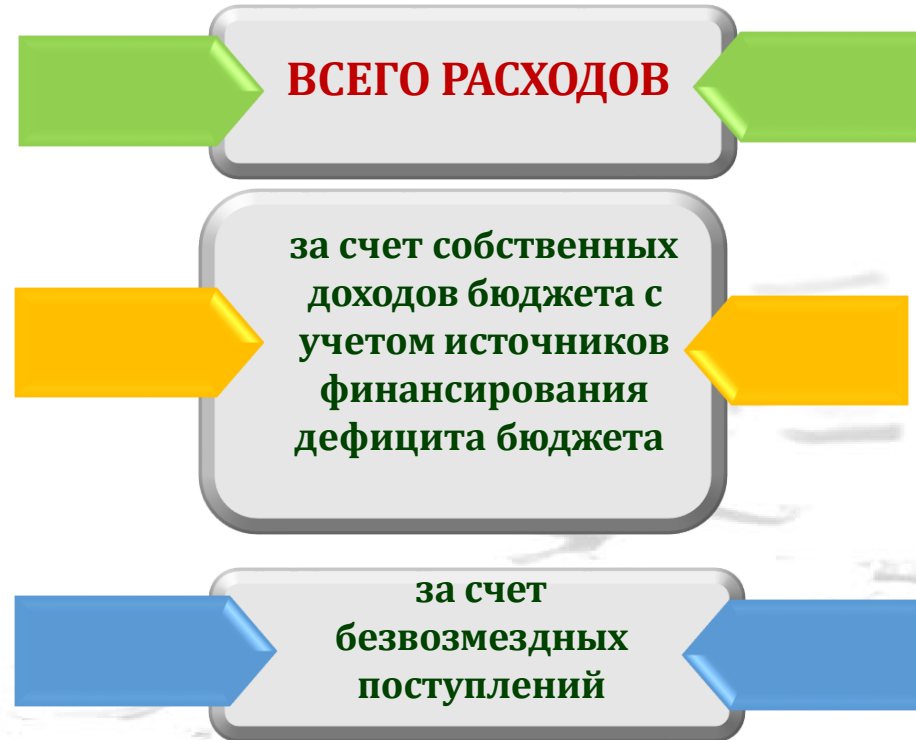 ВСЕГО РАСХОДОВ
за счет собственных
доходов бюджета с
учетом источников
финансирования
дефицита бюджета
за счет
безвозмездных
поступлений